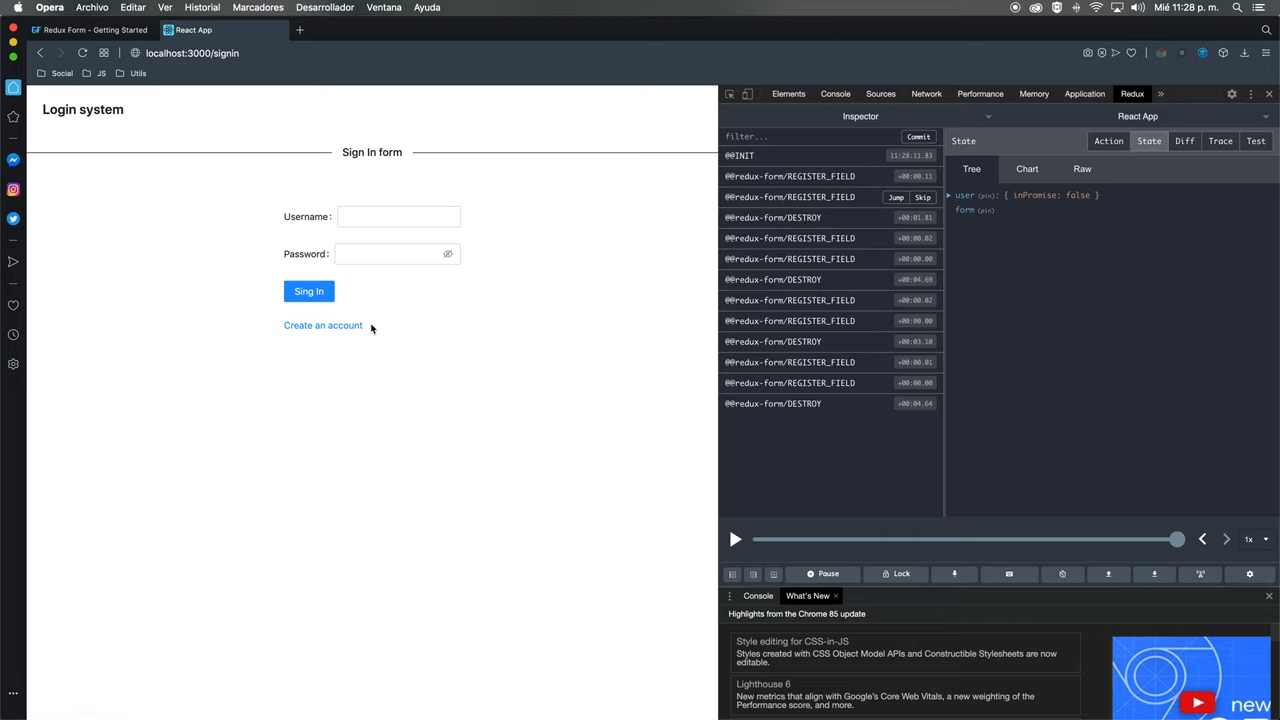 Opera Archivo Editar Ver Historial Marcadores Desarrollador Ventana Ayuda Mié 11:28 p. m.
Redux Form - Getting Started React App
localhost:3000/signin
Social JS Utils
Login system
Sign In form
Username :
Password :
Sing In
Create an account
Elements Console Sources Network Performance Memory Application Redux
Inspector React App
filter... Commit
@@INIT 11:28:11.83
@@redux-form/REGISTER_FIELD +00:00.11
@@redux-form/REGISTER_FIELD Jump Skip
@@redux-form/DESTROY +00:01.81
@@redux-form/REGISTER_FIELD +00:00.02
@@redux-form/REGISTER_FIELD +00:00.00
@@redux-form/DESTROY +00:04.69
@@redux-form/REGISTER_FIELD +00:00.02
@@redux-form/REGISTER_FIELD +00:00.00
@@redux-form/DESTROY +00:03.10
@@redux-form/REGISTER_FIELD +00:00.01
@@redux-form/REGISTER_FIELD +00:00.00
@@redux-form/DESTROY +00:04.64
State Action State Diff Trace Test
Tree Chart Raw
user (pin): { inPromise: false }
form (pin)
1x
Pause Lock
Console What's New
Highlights from the Chrome 85 update
Style editing for CSS-in-JS
Styles created with CSS Object Model APIs and Constructible Stylesheets are now
editable.
Lighthouse 6
New metrics that align with Google's Core Web Vitals, a new weighting of the
Performance score, and more.
new